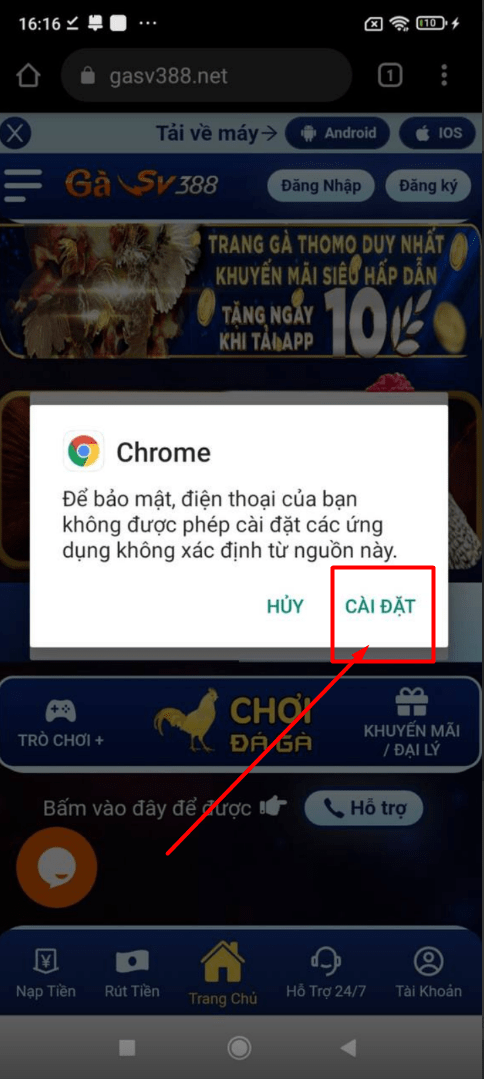 16:16
10
gasv388.net
1
Tải về máy→
Android
IOS
Gà SV388
Đăng Nhập
Đăng ký
TRANG GÀ THOMO DUY NHẤT
KHUYẾN MÃI SIÊU HẤP DẪN
TẶNG NGAY
KHI TẢI APP
10
Chrome
Để bảo mật, điện thoại của bạn
không được phép cài đặt các ứng
dụng không xác định từ nguồn này.
HỦY
CÀI ĐẶT
TRÒ CHƠI +
CHƠI
ĐÁ GÀ
KHUYẾN MÃI
/ ĐẠI LÝ
Bấm vào đây để được
Hỗ trợ
Nạp Tiền
Rút Tiền
Trang Chủ
Hỗ Trợ 24/7
Tài Khoản